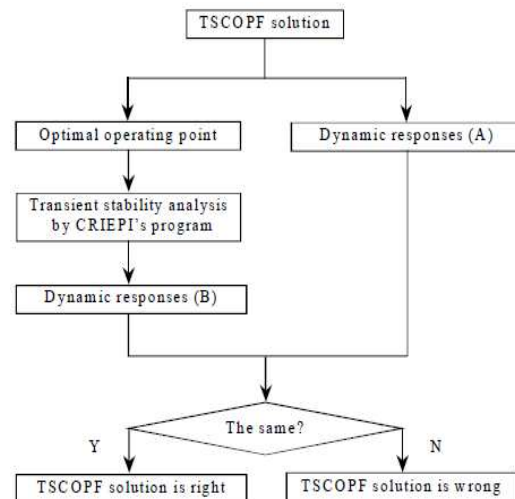 TSCOPF solution
Optimal operating point
Dynamic responses (A)
Transient stability analysis
by CRIEPI's program
Dynamic responses (B)
The same?
Y
N
TSCOPF solution is right
TSCOPF solution is wrong